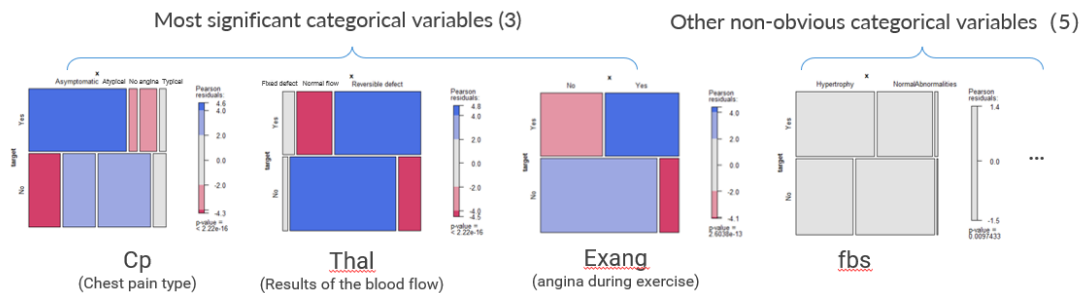 Most significant categorical variables (3)
Other non-obvious categorical variables (5)
x
Asymptomatic Atypical No angina Typical
target
Yes
No
Pearson
residuals:
4.6
4.0
2.0
0.0
-2.0
-4.3
p-value =
< 2.22e-16
x
Fixed defect Normal flow Reversible defect
target
Yes
No
Pearson
residuals:
4.8
4.0
2.0
0.0
-2.0
-4.0
-4.5
p-value =
< 2.22e-16
x
No Yes
target
Yes
No
Pearson
residuals:
4.4
4.0
2.0
0.0
-2.0
-4.1
p-value =
2.6038e-13
x
Hypertrophy NormalAbnormalities
target
Yes
No
Pearson
residuals:
1.4
0.0
-1.5
p-value =
0.0097433
...
Cp
(Chest pain type)
Thal
(Results of the blood flow)
Exang
(angina during exercise)
fbs